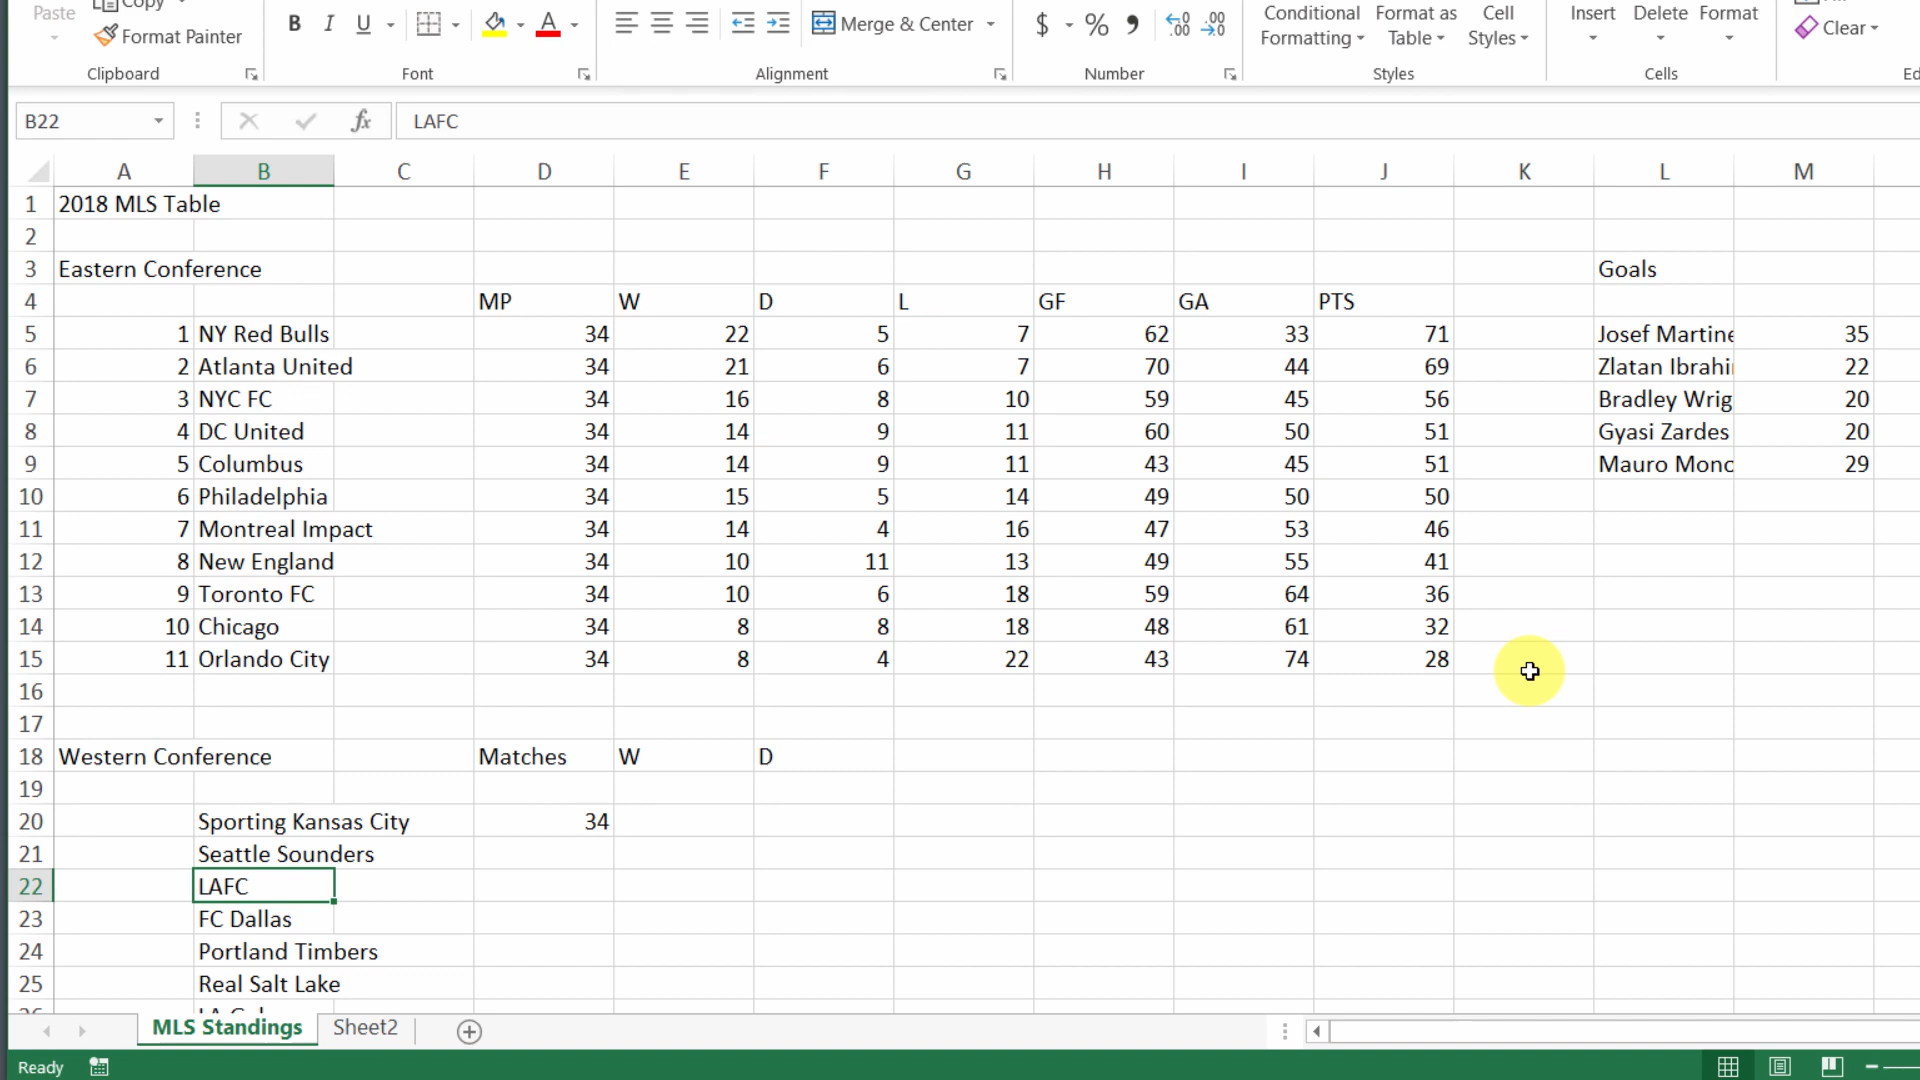 Paste Copy
Format Painter
B I U A Merge & Center $ % 9 .00
Conditional Formatting Format as Table Cell Styles Insert Delete Format Clear
Clipboard Font Alignment Number Styles Cells
B22 fx LAFC
A B C D E F G H I J K L M
1 2018 MLS Table
2
3 Eastern Conference Goals
4 MP W D L GF GA PTS
5 1 NY Red Bulls 34 22 5 7 62 33 71 Josef Martine 35
6 2 Atlanta United 34 21 6 7 70 44 69 Zlatan Ibrahi 22
7 3 NYC FC 34 16 8 10 59 45 56 Bradley Wrig 20
8 4 DC United 34 14 9 11 60 50 51 Gyasi Zardes 20
9 5 Columbus 34 14 9 11 43 45 51 Mauro Mono 29
10 6 Philadelphia 34 15 5 14 49 50 50
11 7 Montreal Impact 34 14 4 16 47 53 46
12 8 New England 34 10 11 13 49 55 41
13 9 Toronto FC 34 10 6 18 59 64 36
14 10 Chicago 34 8 8 18 48 61 32
15 11 Orlando City 34 8 4 22 43 74 28
16
17
18 Western Conference Matches W D
19
20 Sporting Kansas City 34
21 Seattle Sounders
22 LAFC
23 FC Dallas
24 Portland Timbers
25 Real Salt Lake
MLS Standings Sheet2
Ready